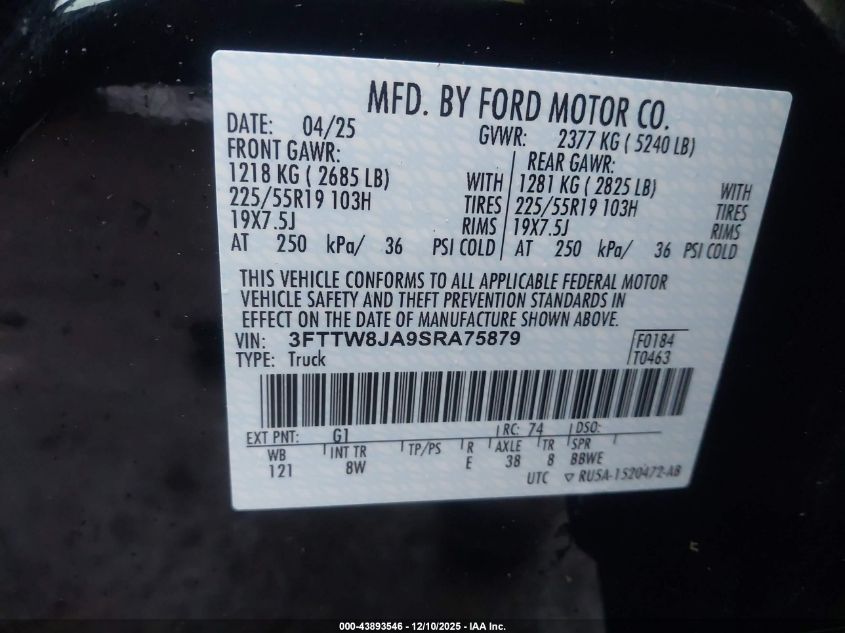 MFD. BY FORD MOTOR CO.
DATE: 04/25 GVWR: 2377 KG ( 5240 LB)
FRONT GAWR: REAR GAWR:
1218 KG ( 2685 LB) WITH 1281 KG ( 2825 LB) WITH
225/55R19 103H TIRES 225/55R19 103H TIRES
19X7.5J RIMS 19X7.5J RIMS
AT 250 kPa/ 36 PSI COLD AT 250 kPa/ 36 PSI COLD
THIS VEHICLE CONFORMS TO ALL APPLICABLE FEDERAL MOTOR
VEHICLE SAFETY AND THEFT PREVENTION STANDARDS IN
EFFECT ON THE DATE OF MANUFACTURE SHOWN ABOVE.
VIN: 3FTTW8JA9SRA75879 F0184
TYPE: Truck T0463
EXT PNT: G1 RC: 74 DSO:
WB INT TR TP/PS R AXLE TR SPR
121 8W E 38 8 BBWE
UTC ▽ RU5A-1520472-AB
000-43893546 — 12/10/2025 — IAA Inc.